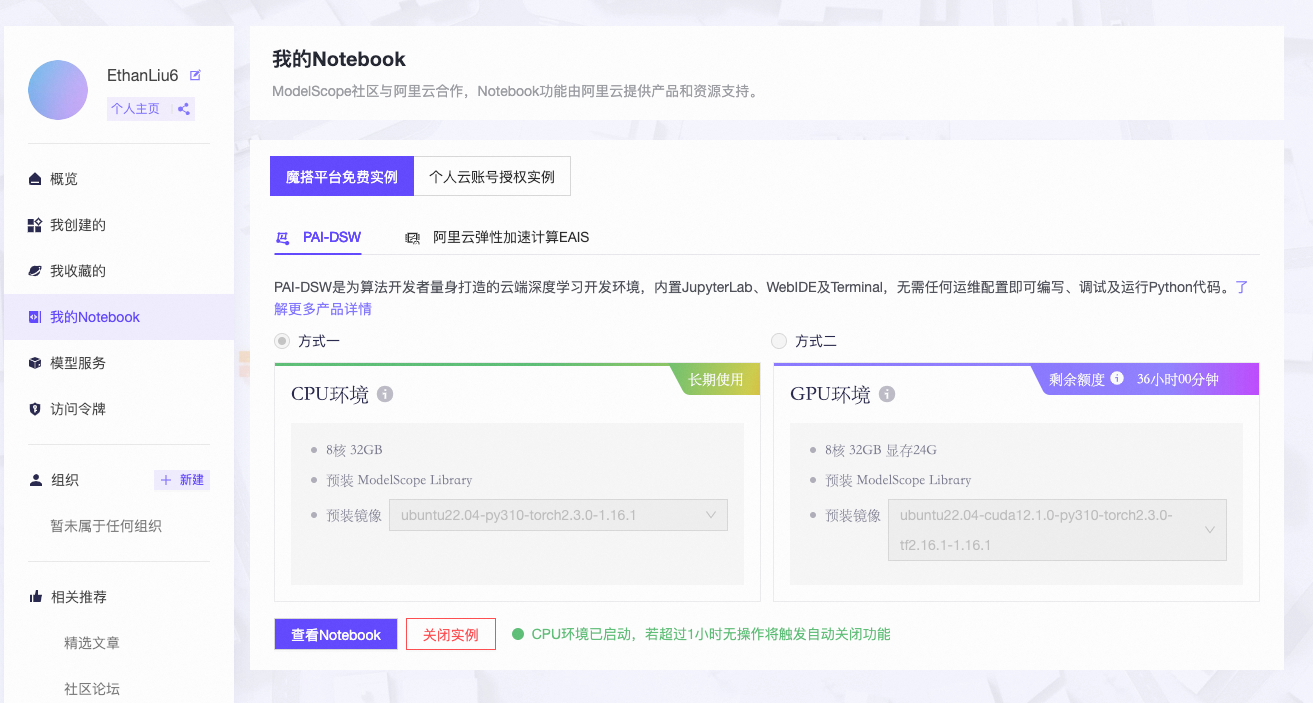 EthanLiu6
个人主页
概览
我创建的
我收藏的
我的Notebook
模型服务
访问令牌
组织
新建
暂未属于任何组织
相关推荐
精选文章
社区论坛
我的Notebook
ModelScope社区与阿里云合作，Notebook功能由阿里云提供产品和资源支持。
魔搭平台免费实例
个人云账号授权实例
PAI-DSW
阿里云弹性加速计算EAIS
PAI-DSW是为算法开发者量身打造的云端深度学习开发环境，内置JupyterLab、WebIDE及Terminal，无需任何运维配置即可编写、调试及运行Python代码。了
解更多产品详情
方式一
长期使用
CPU环境
8核 32GB
预装 ModelScope Library
预装镜像 ubuntu22.04-py310-torch2.3.0-1.16.1
方式二
剩余额度 36小时00分钟
GPU环境
8核 32GB 显存24G
预装 ModelScope Library
预装镜像 ubuntu22.04-cuda12.1.0-py310-torch2.3.0-
tf2.16.1-1.16.1
查看Notebook
关闭实例
CPU环境已启动，若超过1小时无操作将触发自动关闭功能